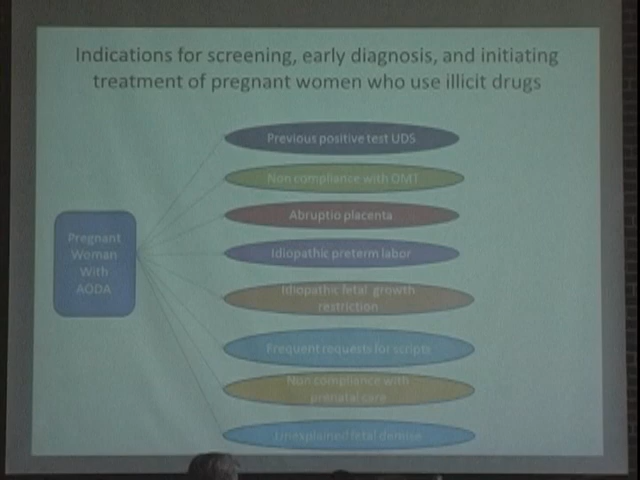 Indications for screening, early diagnosis, and initiating
treatment of pregnant women who use illicit drugs
Pregnant
Woman
With
AODA
Previous positive test UDS
Non compliance with OMT
Abruptio placenta
Idiopathic preterm labor
Idiopathic fetal growth
restriction
Frequent requests for scripts
Non compliance with
prenatal care
Unexplained fetal demise